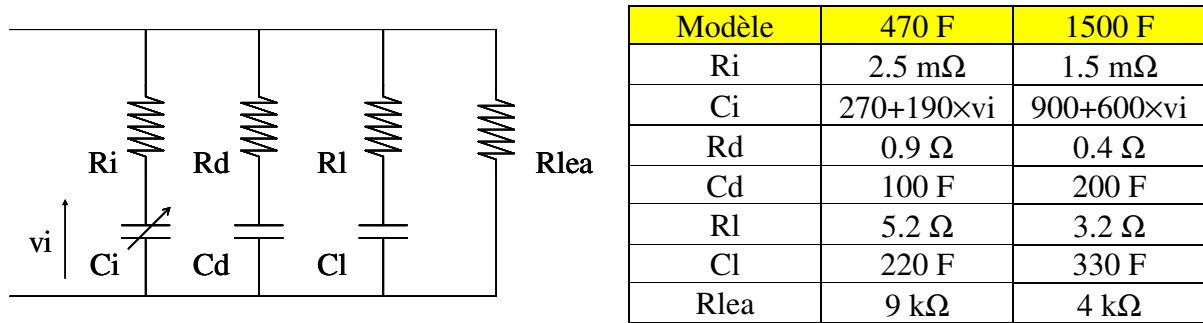 Ri
Rd
Rl
Rlea
vi
Ci
Cd
Cl
Modèle 470 F 1500 F
Ri 2.5 mΩ 1.5 mΩ
Ci 270+190×vi 900+600×vi
Rd 0.9 Ω 0.4 Ω
Cd 100 F 200 F
Rl 5.2 Ω 3.2 Ω
Cl 220 F 330 F
Rlea 9 kΩ 4 kΩ